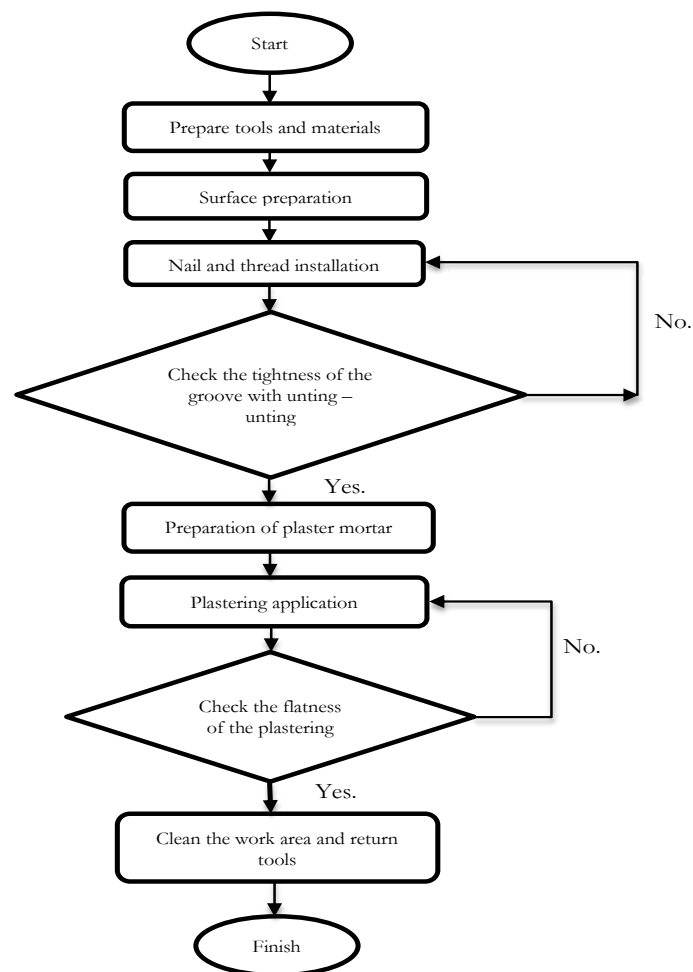 Start
Prepare tools and materials
Surface preparation
Nail and thread installation
No.
Check the tightness of the
groove with unting –
unting
Yes.
Preparation of plaster mortar
Plastering application
No.
Check the flatness
of the plastering
Yes.
Clean the work area and return
tools
Finish